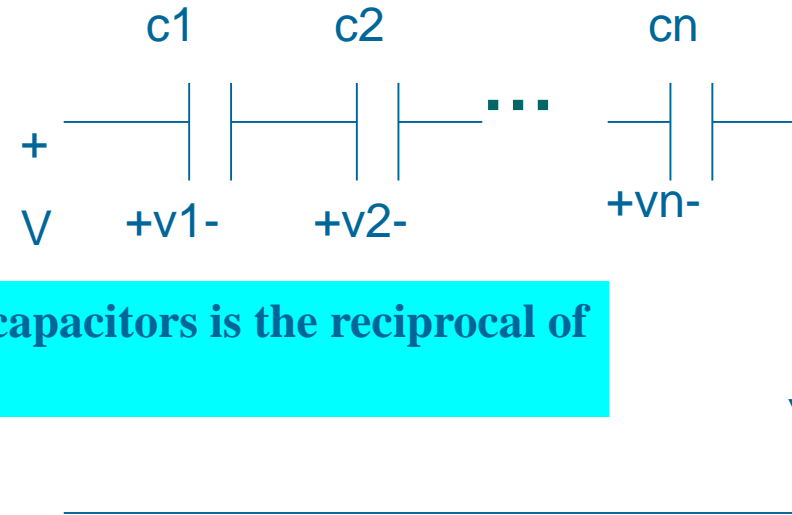 c1 c2 cn
...
+
V +v1- +v2- +vn-
capacitors is the reciprocal of